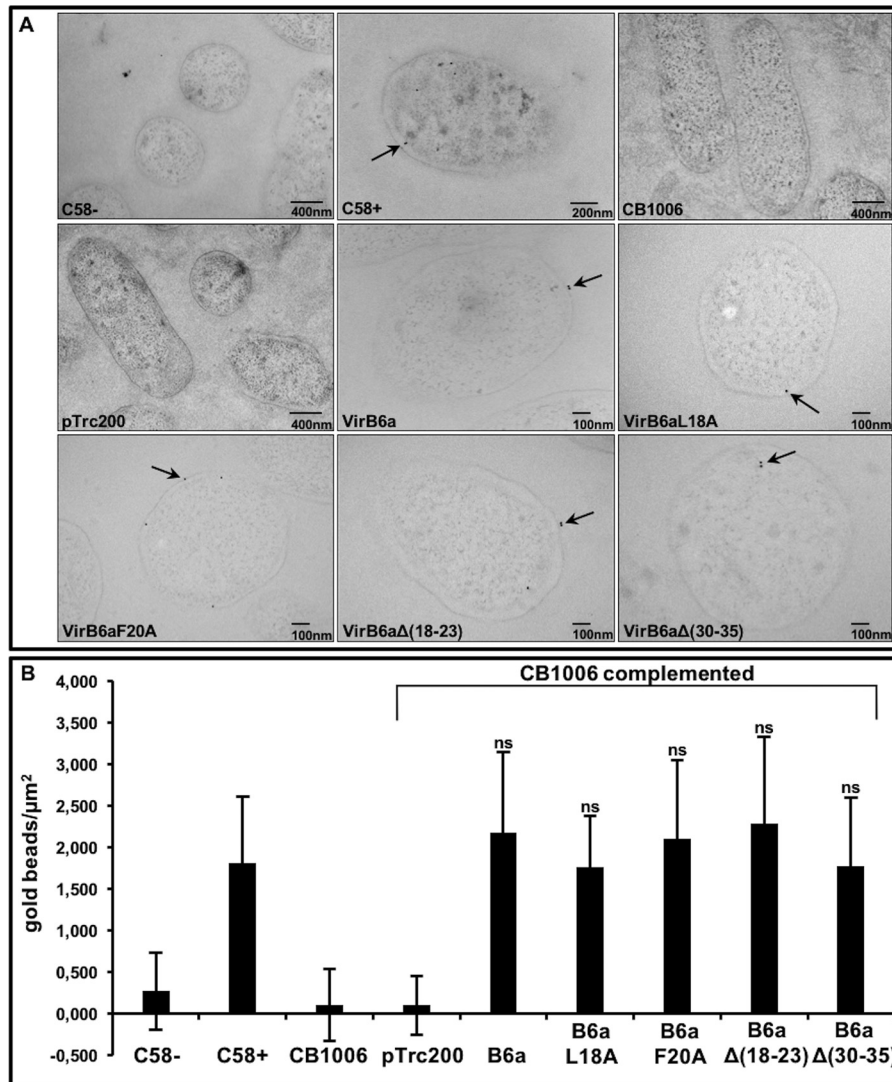 A
C58-
400nm
C58+
200nm
CB1006
400nm
pTrc200
400nm
VirB6a
100nm
VirB6aL18A
100nm
VirB6aF20A
100nm
VirB6aΔ(18-23)
100nm
VirB6aΔ(30-35)
100nm
B
CB1006 complemented
gold beads/µm²
4,000
3,500
3,000
2,500
2,000
1,500
1,000
0,500
0,000
-0,500
ns
ns
ns
ns
ns
C58-
C58+
CB1006
pTrc200
B6a
B6a
L18A
B6a
F20A
B6a
Δ(18-23)
B6a
Δ(30-35)